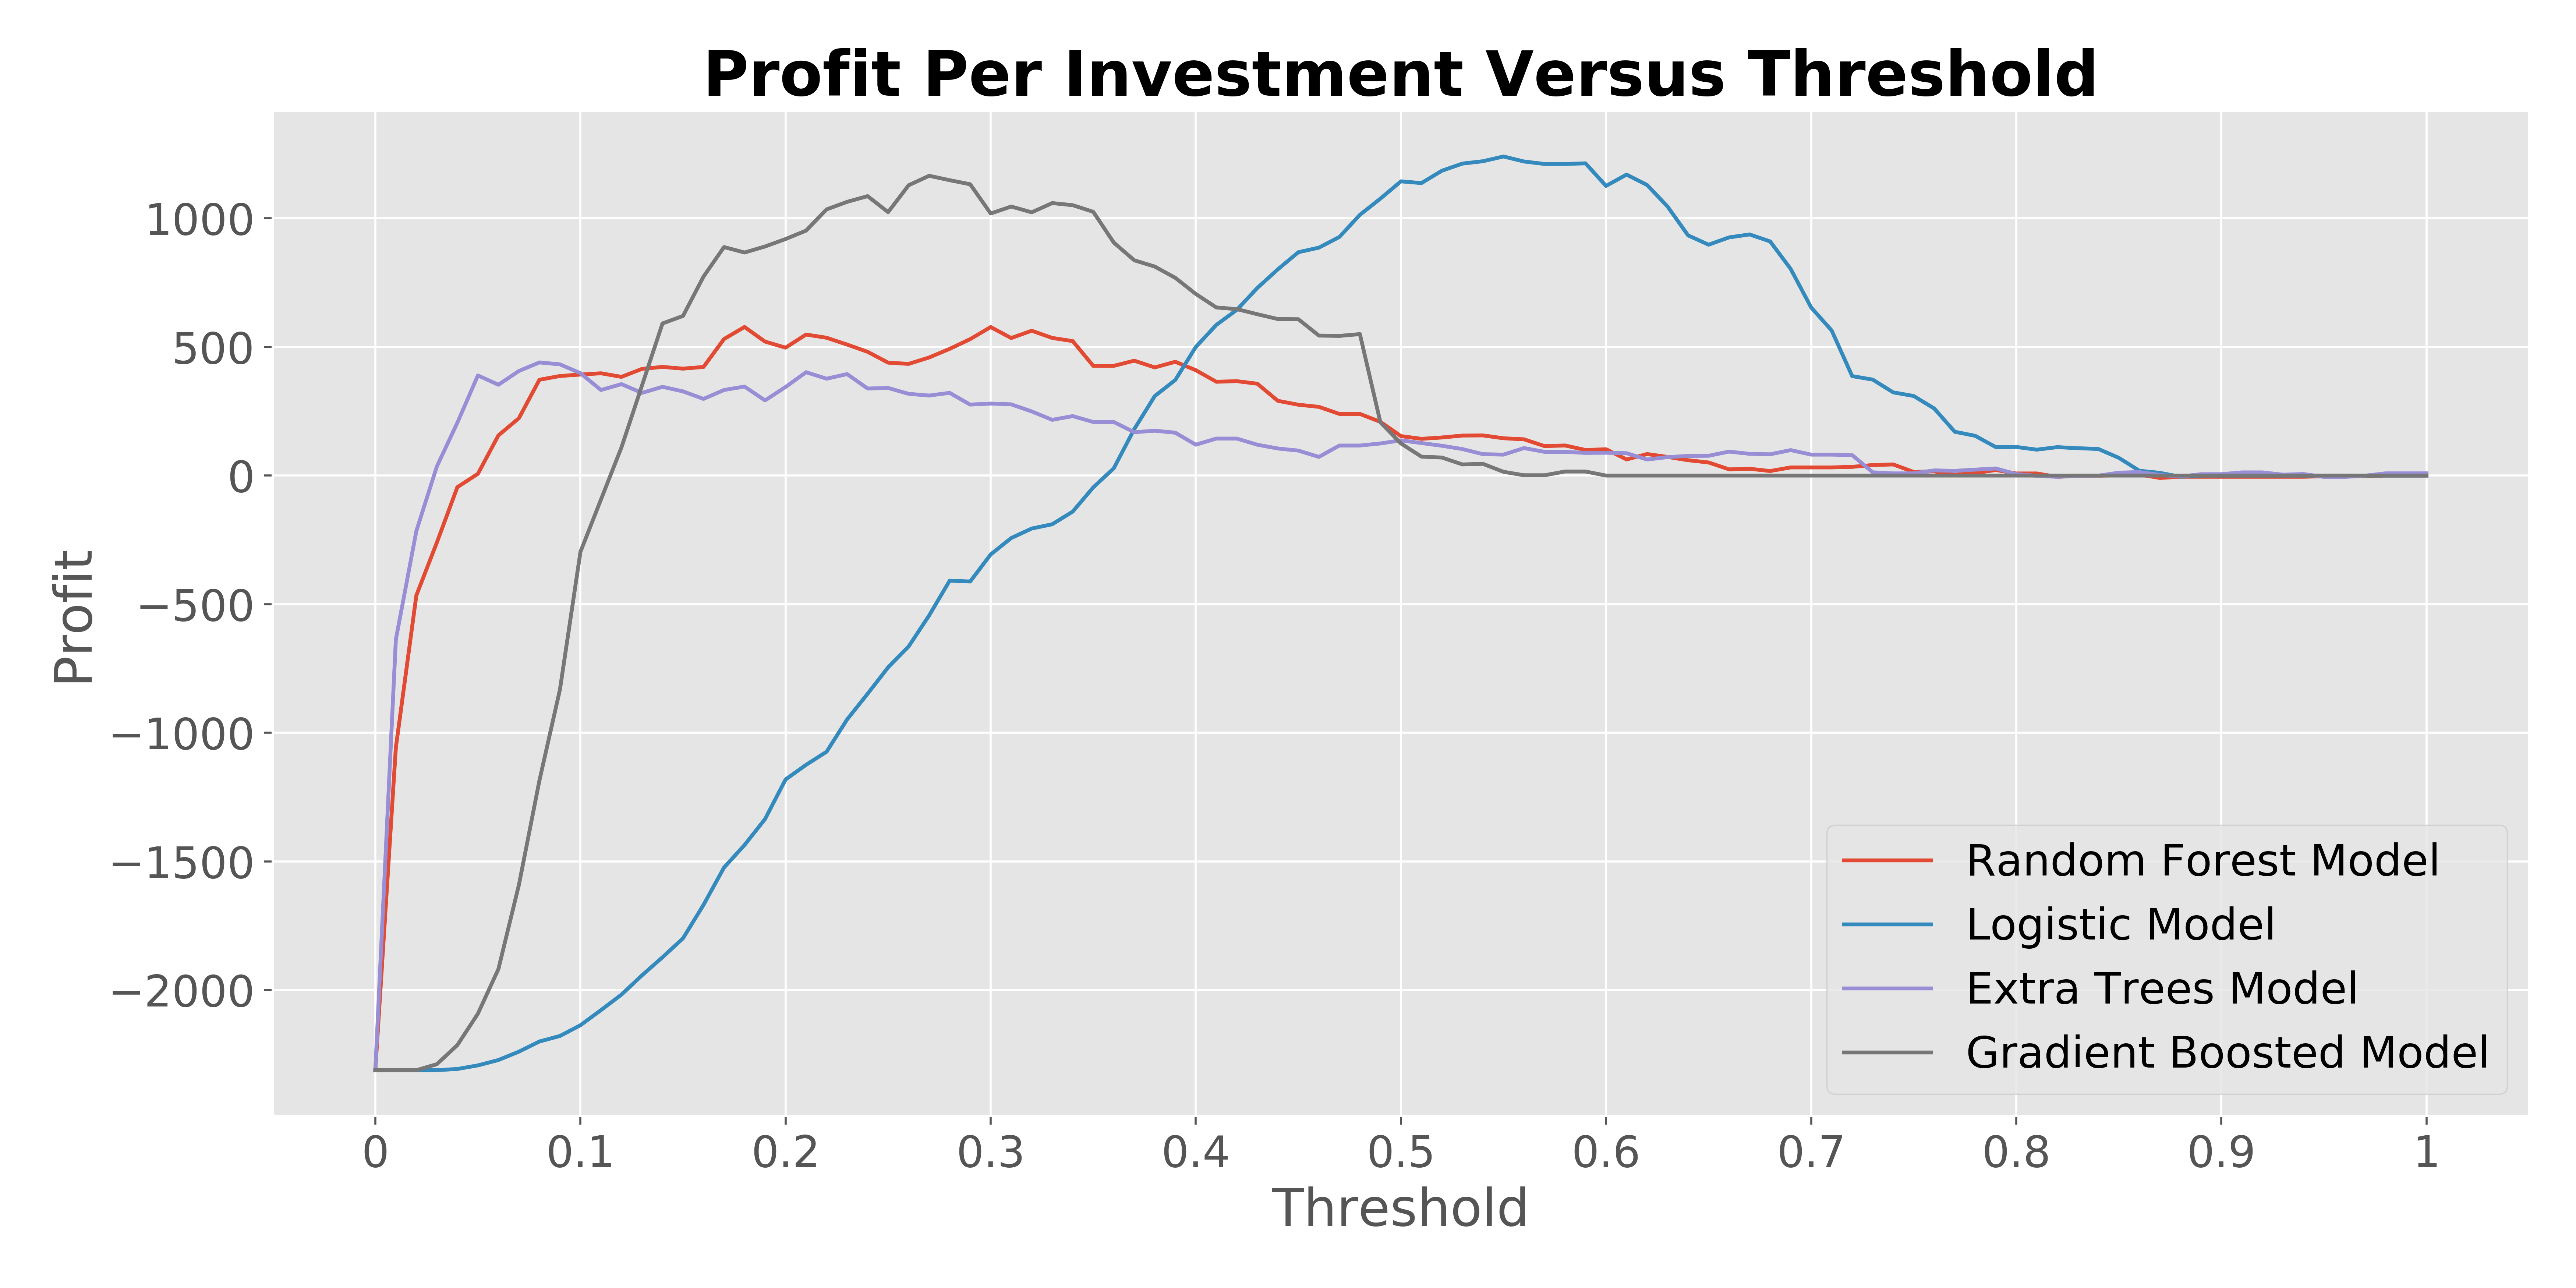 Profit Per Investment Versus Threshold
1000
500
0
−500
−1000
−1500
−2000
Profit
0 0.1 0.2 0.3 0.4 0.5 0.6 0.7 0.8 0.9 1
Threshold
Random Forest Model
Logistic Model
Extra Trees Model
Gradient Boosted Model